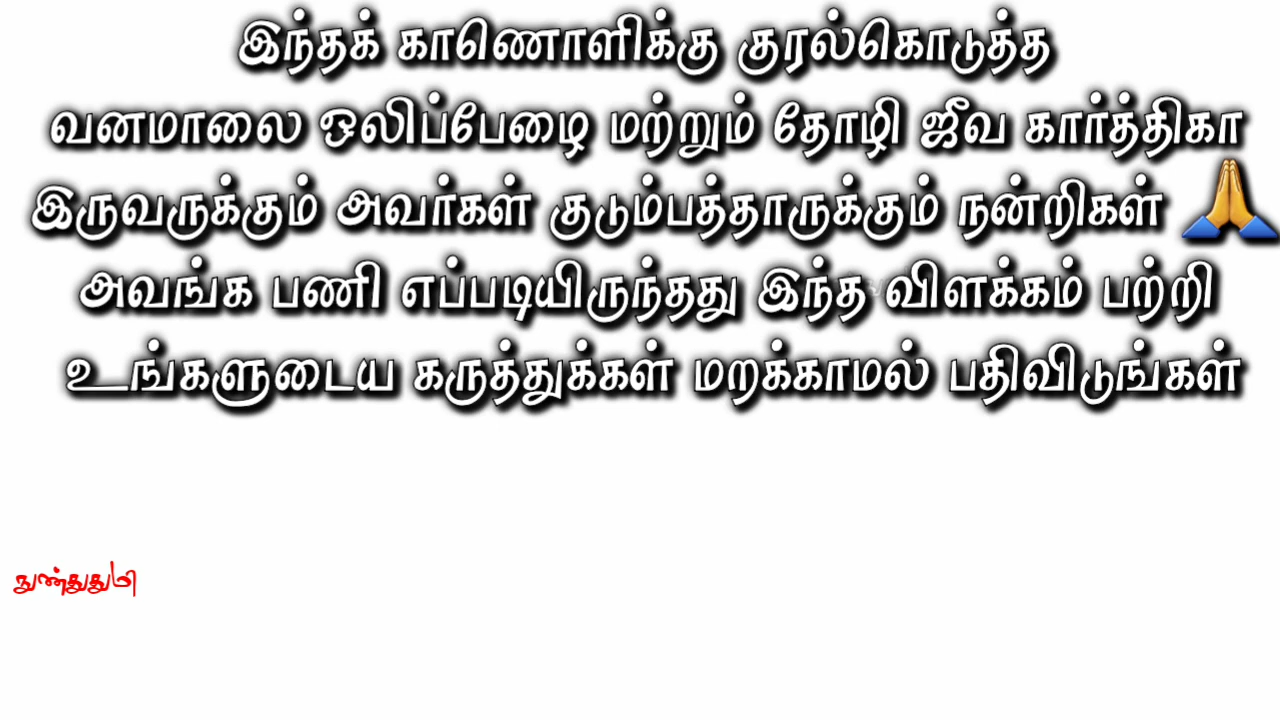 இந்தக் காணொளிக்கு குரல்கொடுத்த
வனமாலை ஒலிப்பேழை மற்றும் தோழி ஜீவ கார்த்திகா
இருவருக்கும் அவர்கள் குடும்பத்தாருக்கும் நன்றிகள் 🙏
அவங்க பணி எப்படியிருந்தது இந்த விளக்கம் பற்றி
உங்களுடைய கருத்துக்கள் மறக்காமல் பதிவிடுங்கள்
நுண்துதுமி